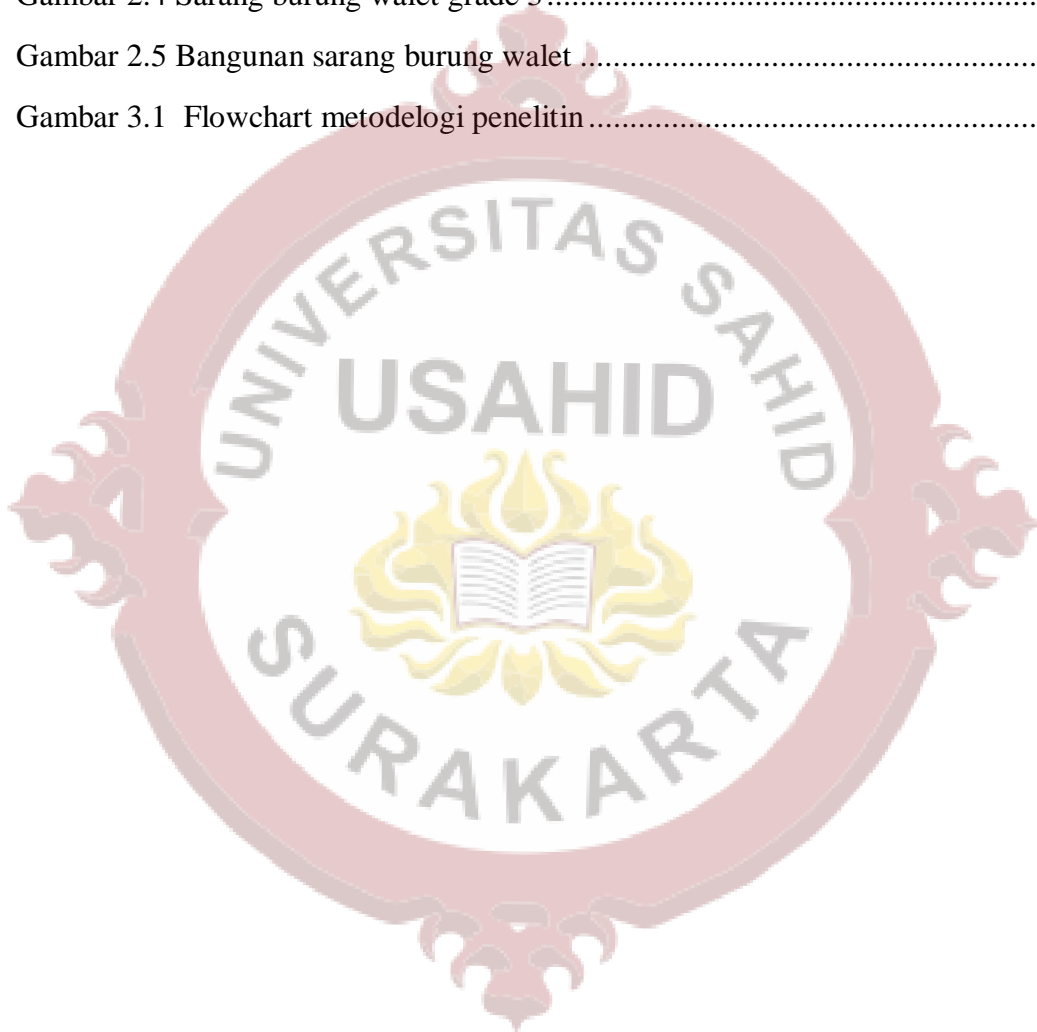 Gambar 2.4 Sarang burung walet grade 3........................................................
Gambar 2.5 Bangunan sarang burung walet ........................................................
Gambar 3.1  Flowchart metodelogi penelitin ........................................................
UNIVERSITAS SAHID
USAHID
SURAKARTA